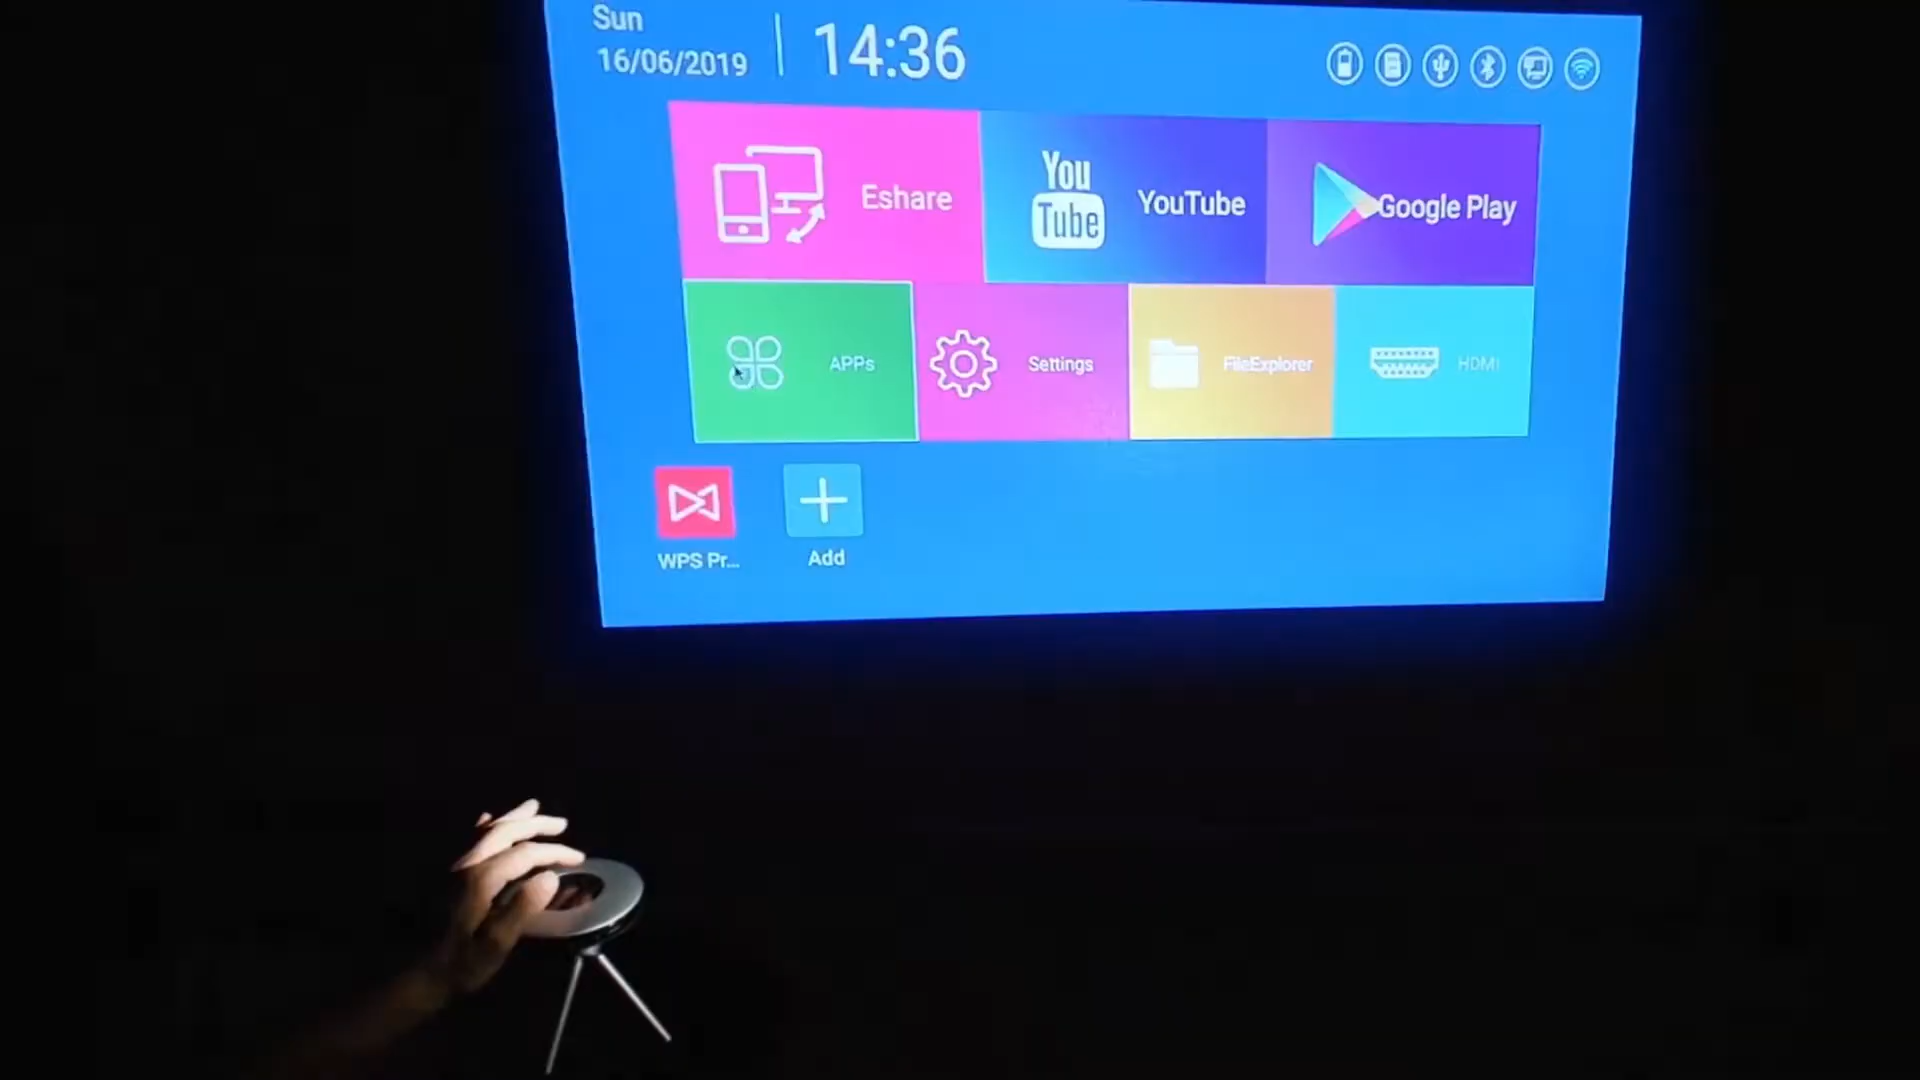 Sun
16/06/2019
14:36
Eshare
You
Tube
YouTube
Google Play
APPs
Settings
FileExplorer
HDMI
WPS Pr...
Add